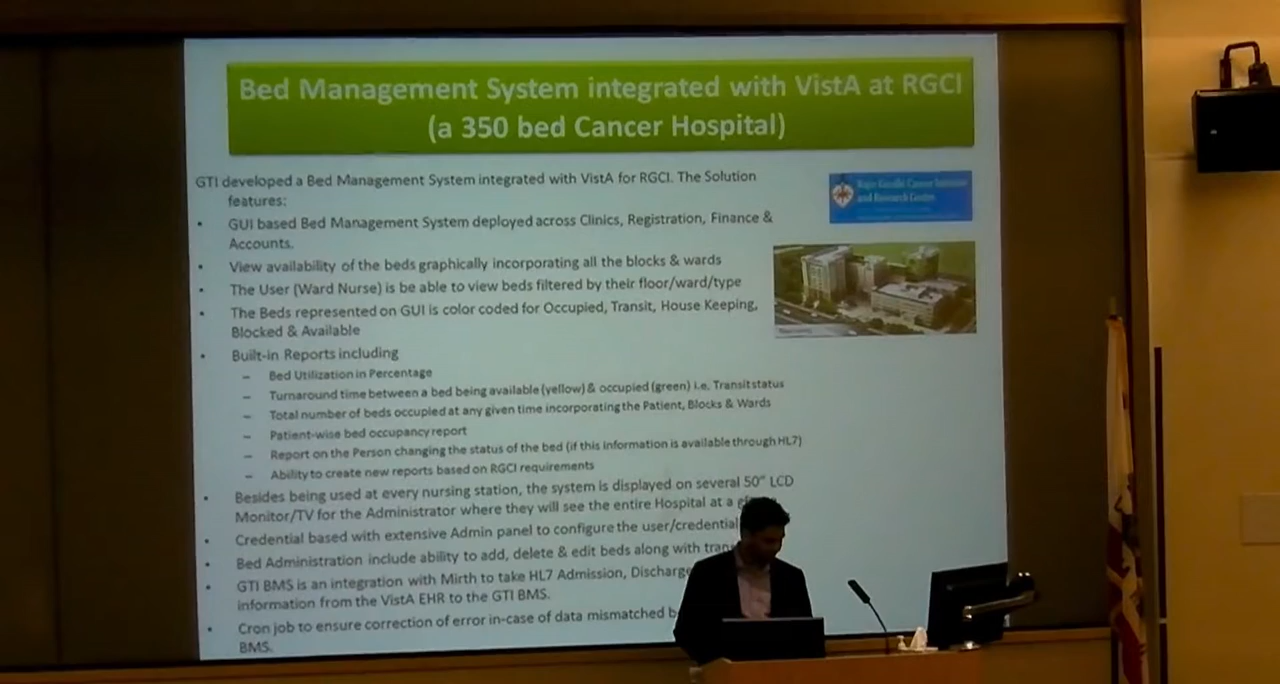 Bed Management System integrated with VistA at RGCI
(a 350 bed Cancer Hospital)
GTI developed a Bed Management System integrated with VistA for RGCI. The Solution
features:
• GUI based Bed Management System deployed across Clinics, Registration, Finance &
Accounts.
• View availability of the beds graphically incorporating all the blocks & wards
• The User (Ward Nurse) is be able to view beds filtered by their floor/ward/type
• The Beds represented on GUI is color coded for Occupied, Transit, House Keeping,
Blocked & Available
• Built-in Reports including
– Bed Utilization in Percentage
– Turnaround time between a bed being available (yellow) & occupied (green) i.e. Transit status
– Total number of beds occupied at any given time incorporating the Patient, Blocks & Wards
– Patient-wise bed occupancy report
– Report on the Person changing the status of the bed (if this information is available through HL7)
– Ability to create new reports based on RGCI requirements
• Besides being used at every nursing station, the system is displayed on several 50" LCD
Monitor/TV for the Administrator where they will see the entire Hospital at a
• Credential based with extensive Admin panel to configure the user/credential
• Bed Administration include ability to add, delete & edit beds along with
• GTI BMS is an integration with Mirth to take HL7 Admission, Discharge
information from the VistA EHR to the GTI BMS.
• Cron job to ensure correction of error in-case of data mismatched
BMS.
Rajiv Gandhi Cancer Institute
and Research Centre